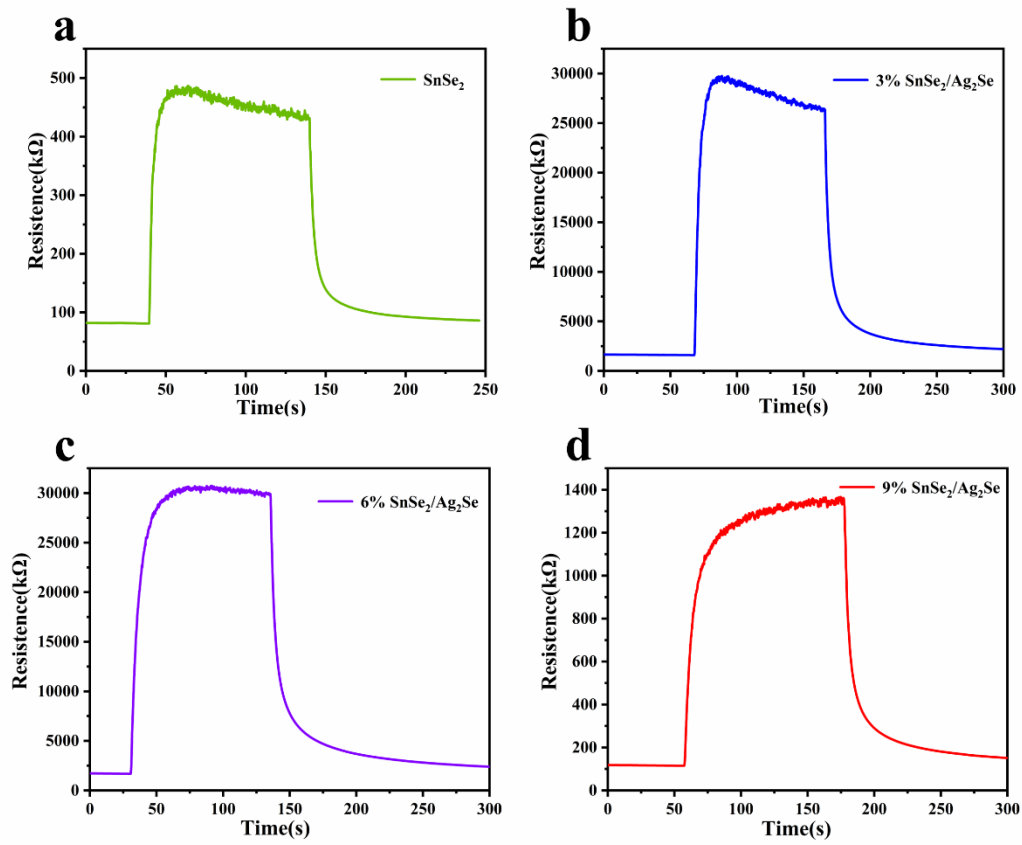 a
SnSe₂
Resistence(kΩ)
500
400
300
200
100
0
0 50 100 150 200 250
Time(s)
b
3% SnSe₂/Ag₂Se
Resistence(kΩ)
30000
25000
20000
15000
10000
5000
0
0 50 100 150 200 250 300
Time(s)
c
6% SnSe₂/Ag₂Se
Resistence(kΩ)
30000
25000
20000
15000
10000
5000
0
0 50 100 150 200 250 300
Time(s)
d
9% SnSe₂/Ag₂Se
Resistence(kΩ)
1400
1200
1000
800
600
400
200
0
0 50 100 150 200 250 300
Time(s)